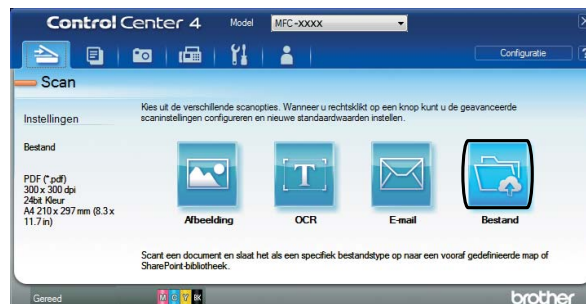 Control Center 4 Model MFC-XXXX
Configuratie ?
Scan
Kies uit de verschillende scanopties. Wanneer u rechtsklikt op een knop kunt u de geavanceerde
scaninstellingen configureren en nieuwe standaardwaarden instellen.
Instellingen
Bestand
PDF (*.pdf)
300 x 300 dpi
24bit Kleur
A4 210 x 297 mm (8.3 x
11.7 in)
T
Afbeelding OCR E-mail Bestand
Scant een document en slaat het als een specifiek bestandstype op naar een vooraf gedefinieerde map of
SharePoint-bibliotheek.
Gereed M C Y BK brother